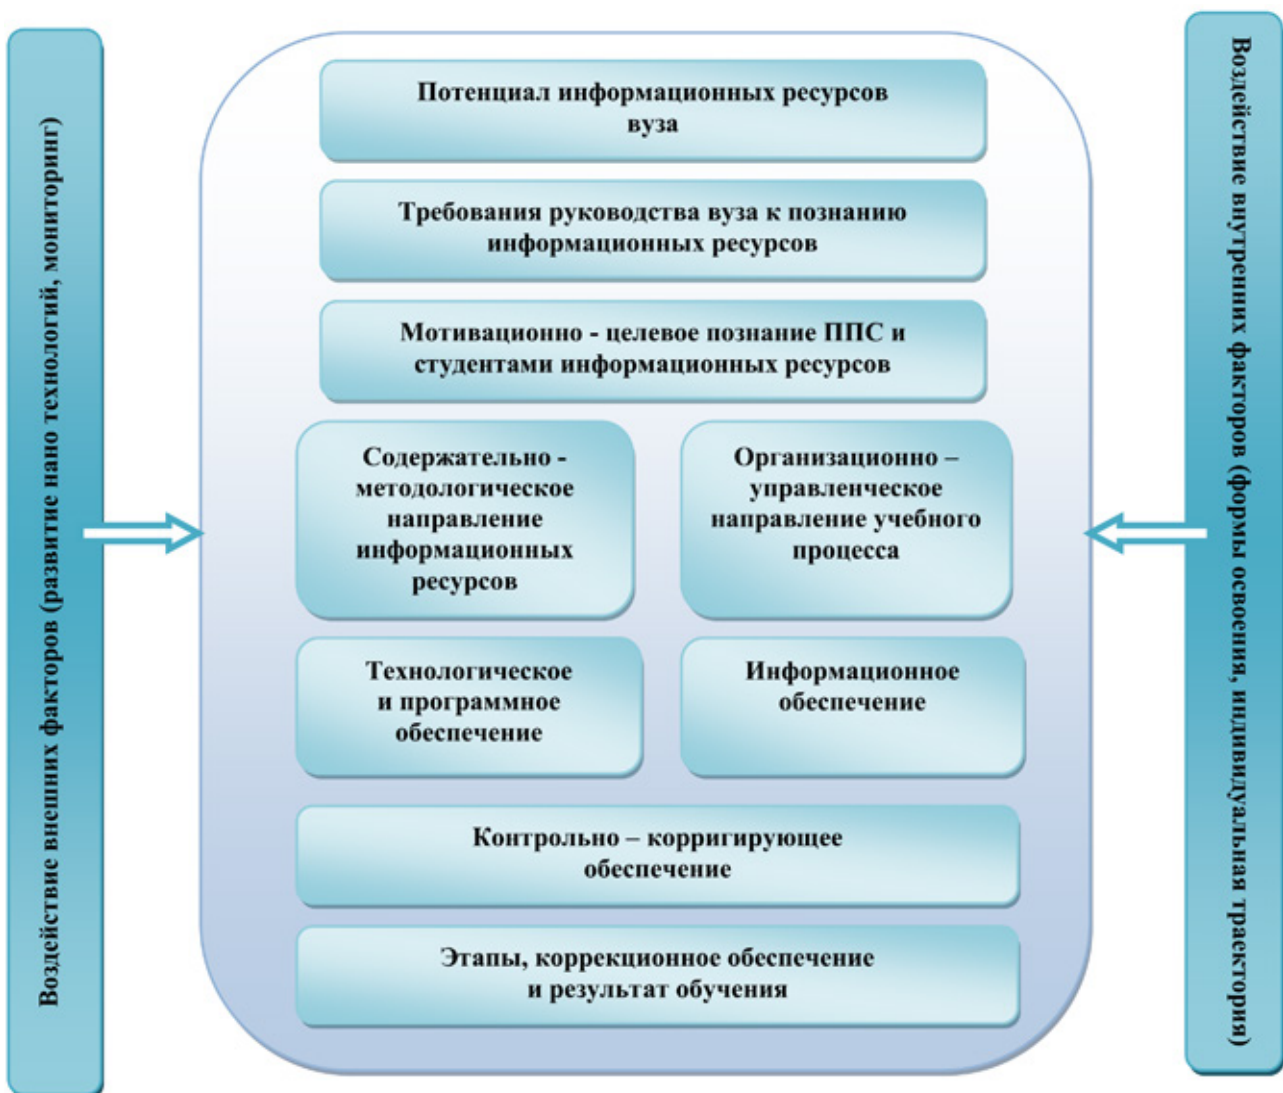 Воздействие внешних факторов (развитие нано технологий, мониторинг)
Потенциал информационных ресурсов
вуза
Требования руководства вуза к познанию
информационных ресурсов
Мотивационно - целевое познание ППС и
студентами информационных ресурсов
Содержательно -
методологическое
направление
информационных
ресурсов
Организационно –
управленческое
направление учебного
процесса
Технологическое
и программное
обеспечение
Информационное
обеспечение
Контрольно – корригирующее
обеспечение
Этапы, коррекционное обеспечение
и результат обучения
Воздействие внутренних факторов (формы освоения, индивидуальная траектория)